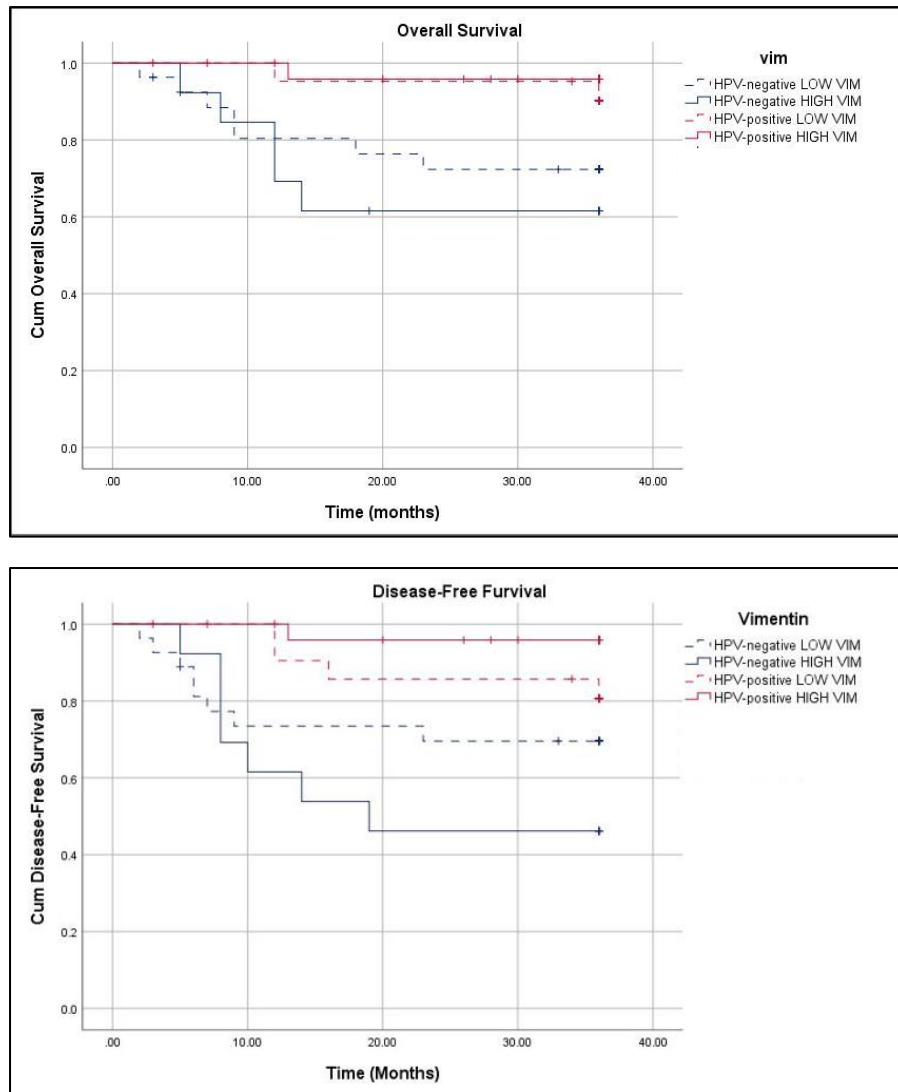 Overall Survival
vim
HPV-negative LOW VIM
HPV-negative HIGH VIM
HPV-positive LOW VIM
HPV-positive HIGH VIM
Cum Overall Survival
1.0
0.8
0.6
0.4
0.2
0.0
.00 10.00 20.00 30.00 40.00
Time (months)
Disease-Free Furvival
Vimentin
HPV-negative LOW VIM
HPV-negative HIGH VIM
HPV-positive LOW VIM
HPV-positive HIGH VIM
Cum Disease-Free Survival
1.0
0.8
0.6
0.4
0.2
0.0
.00 10.00 20.00 30.00 40.00
Time (Months)